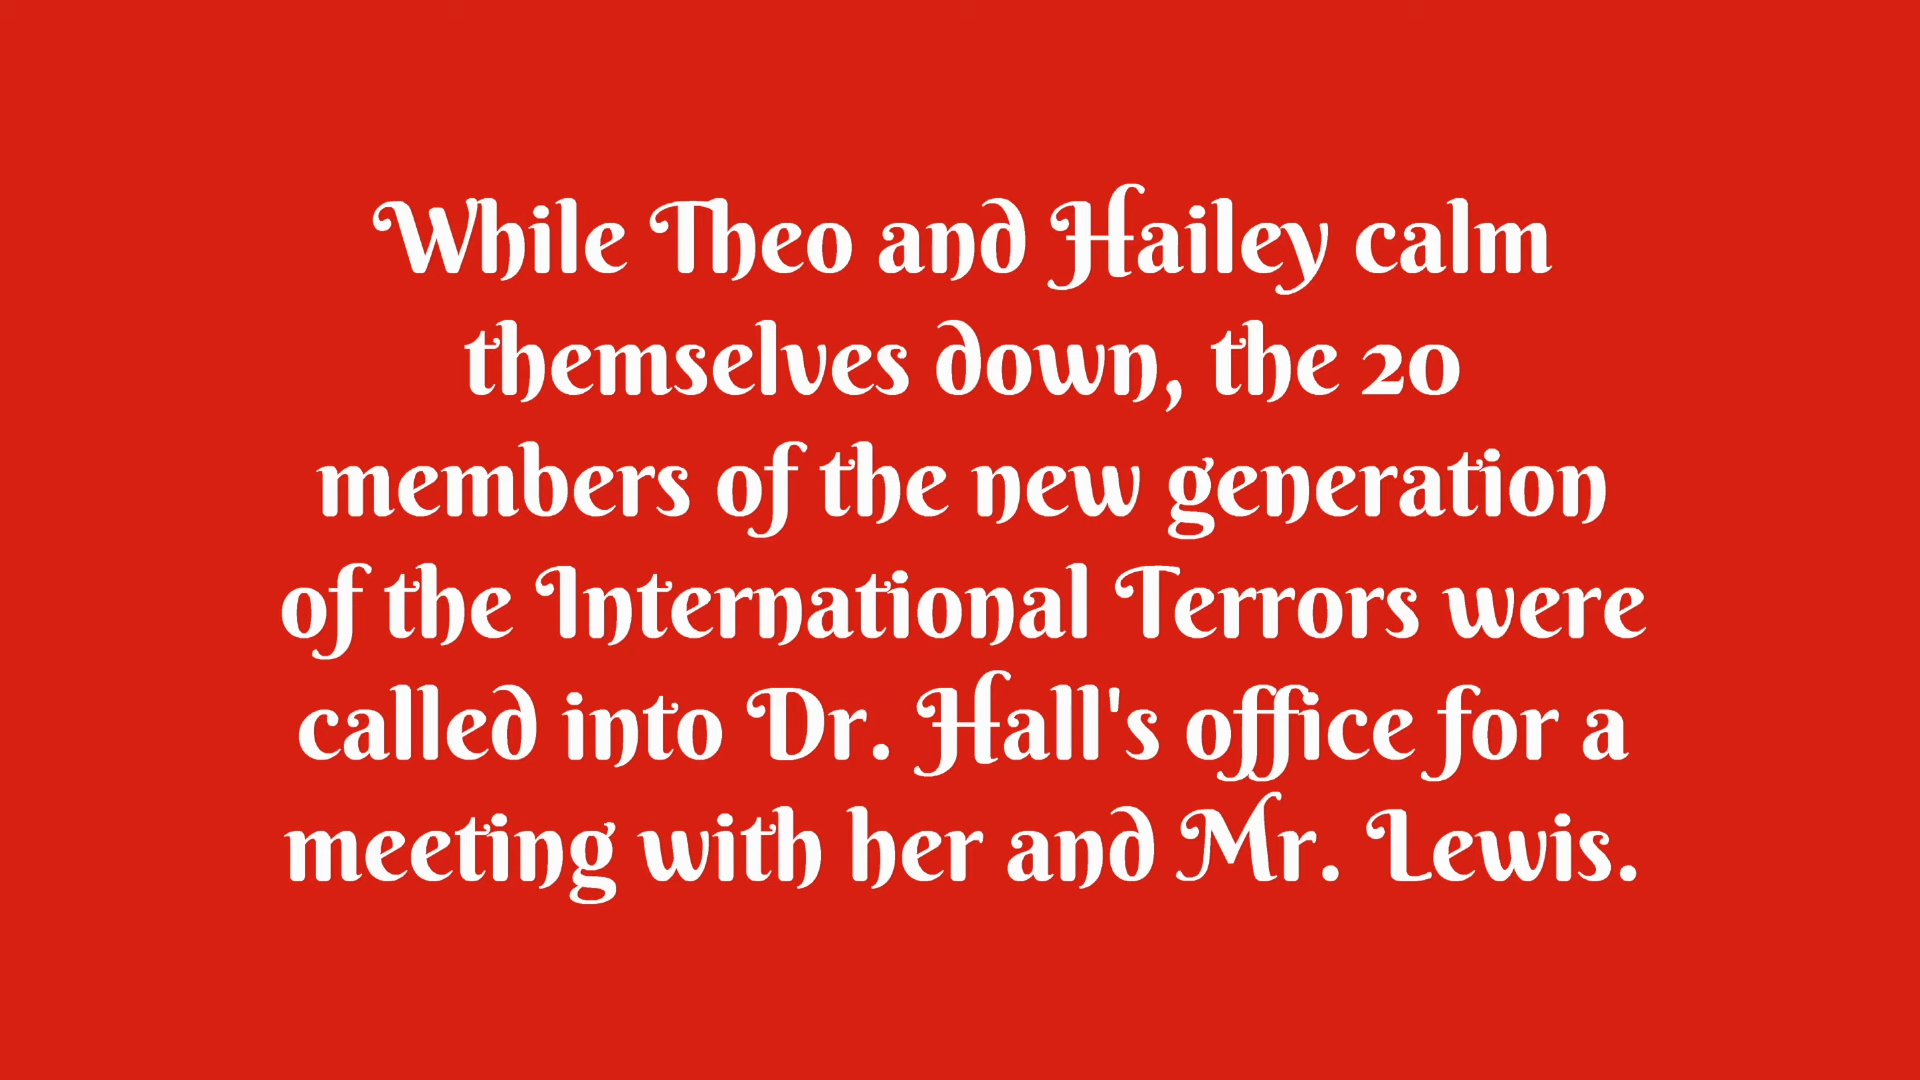 While Theo and Hailey calm
themselves down, the 20
members of the new generation
of the International Terrors were
called into Dr. Hall's office for a
meeting with her and Mr. Lewis.